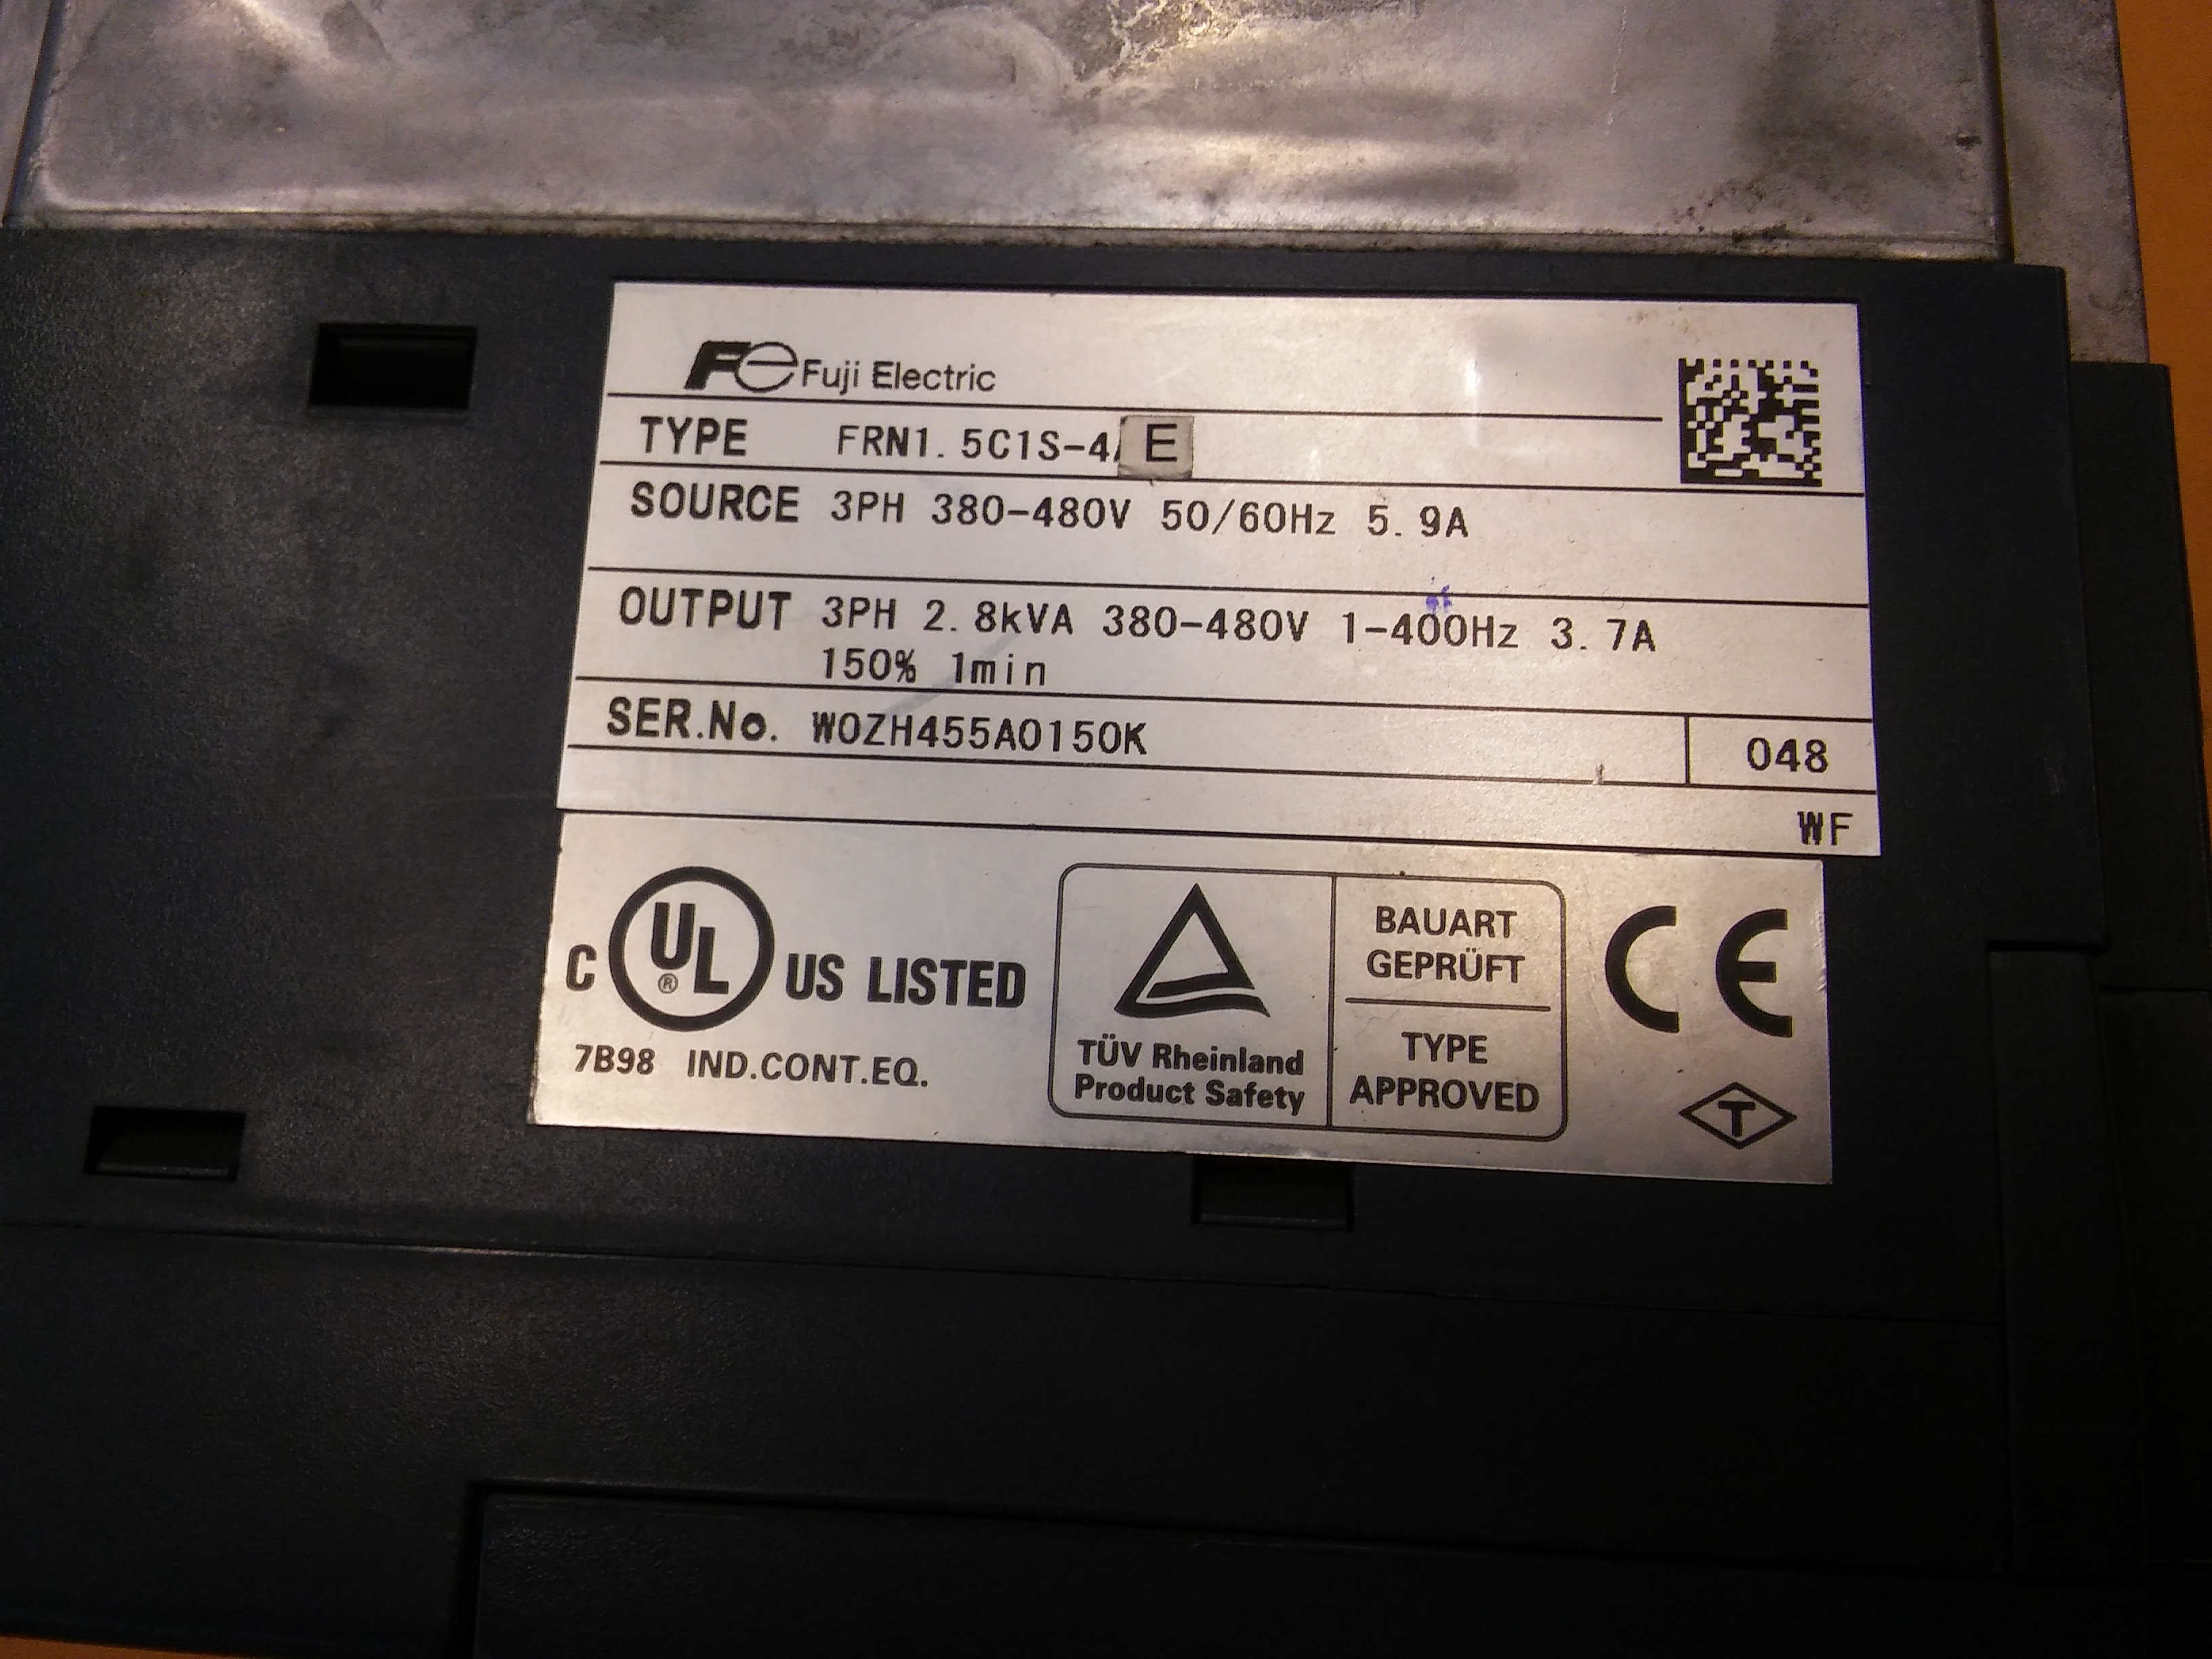 Fe Fuji Electric
TYPE FRN1.5C1S-4 E
SOURCE 3PH 380-480V 50/60Hz 5.9A
OUTPUT 3PH 2.8kVA 380-480V 1-400Hz 3.7A
150% 1min
SER.No. W0ZH455A0150K 048
WF
C UL ® US LISTED
7B98 IND.CONT.EQ.
TÜV Rheinland
Product Safety
BAUART
GEPRÜFT
TYPE
APPROVED
CE
T